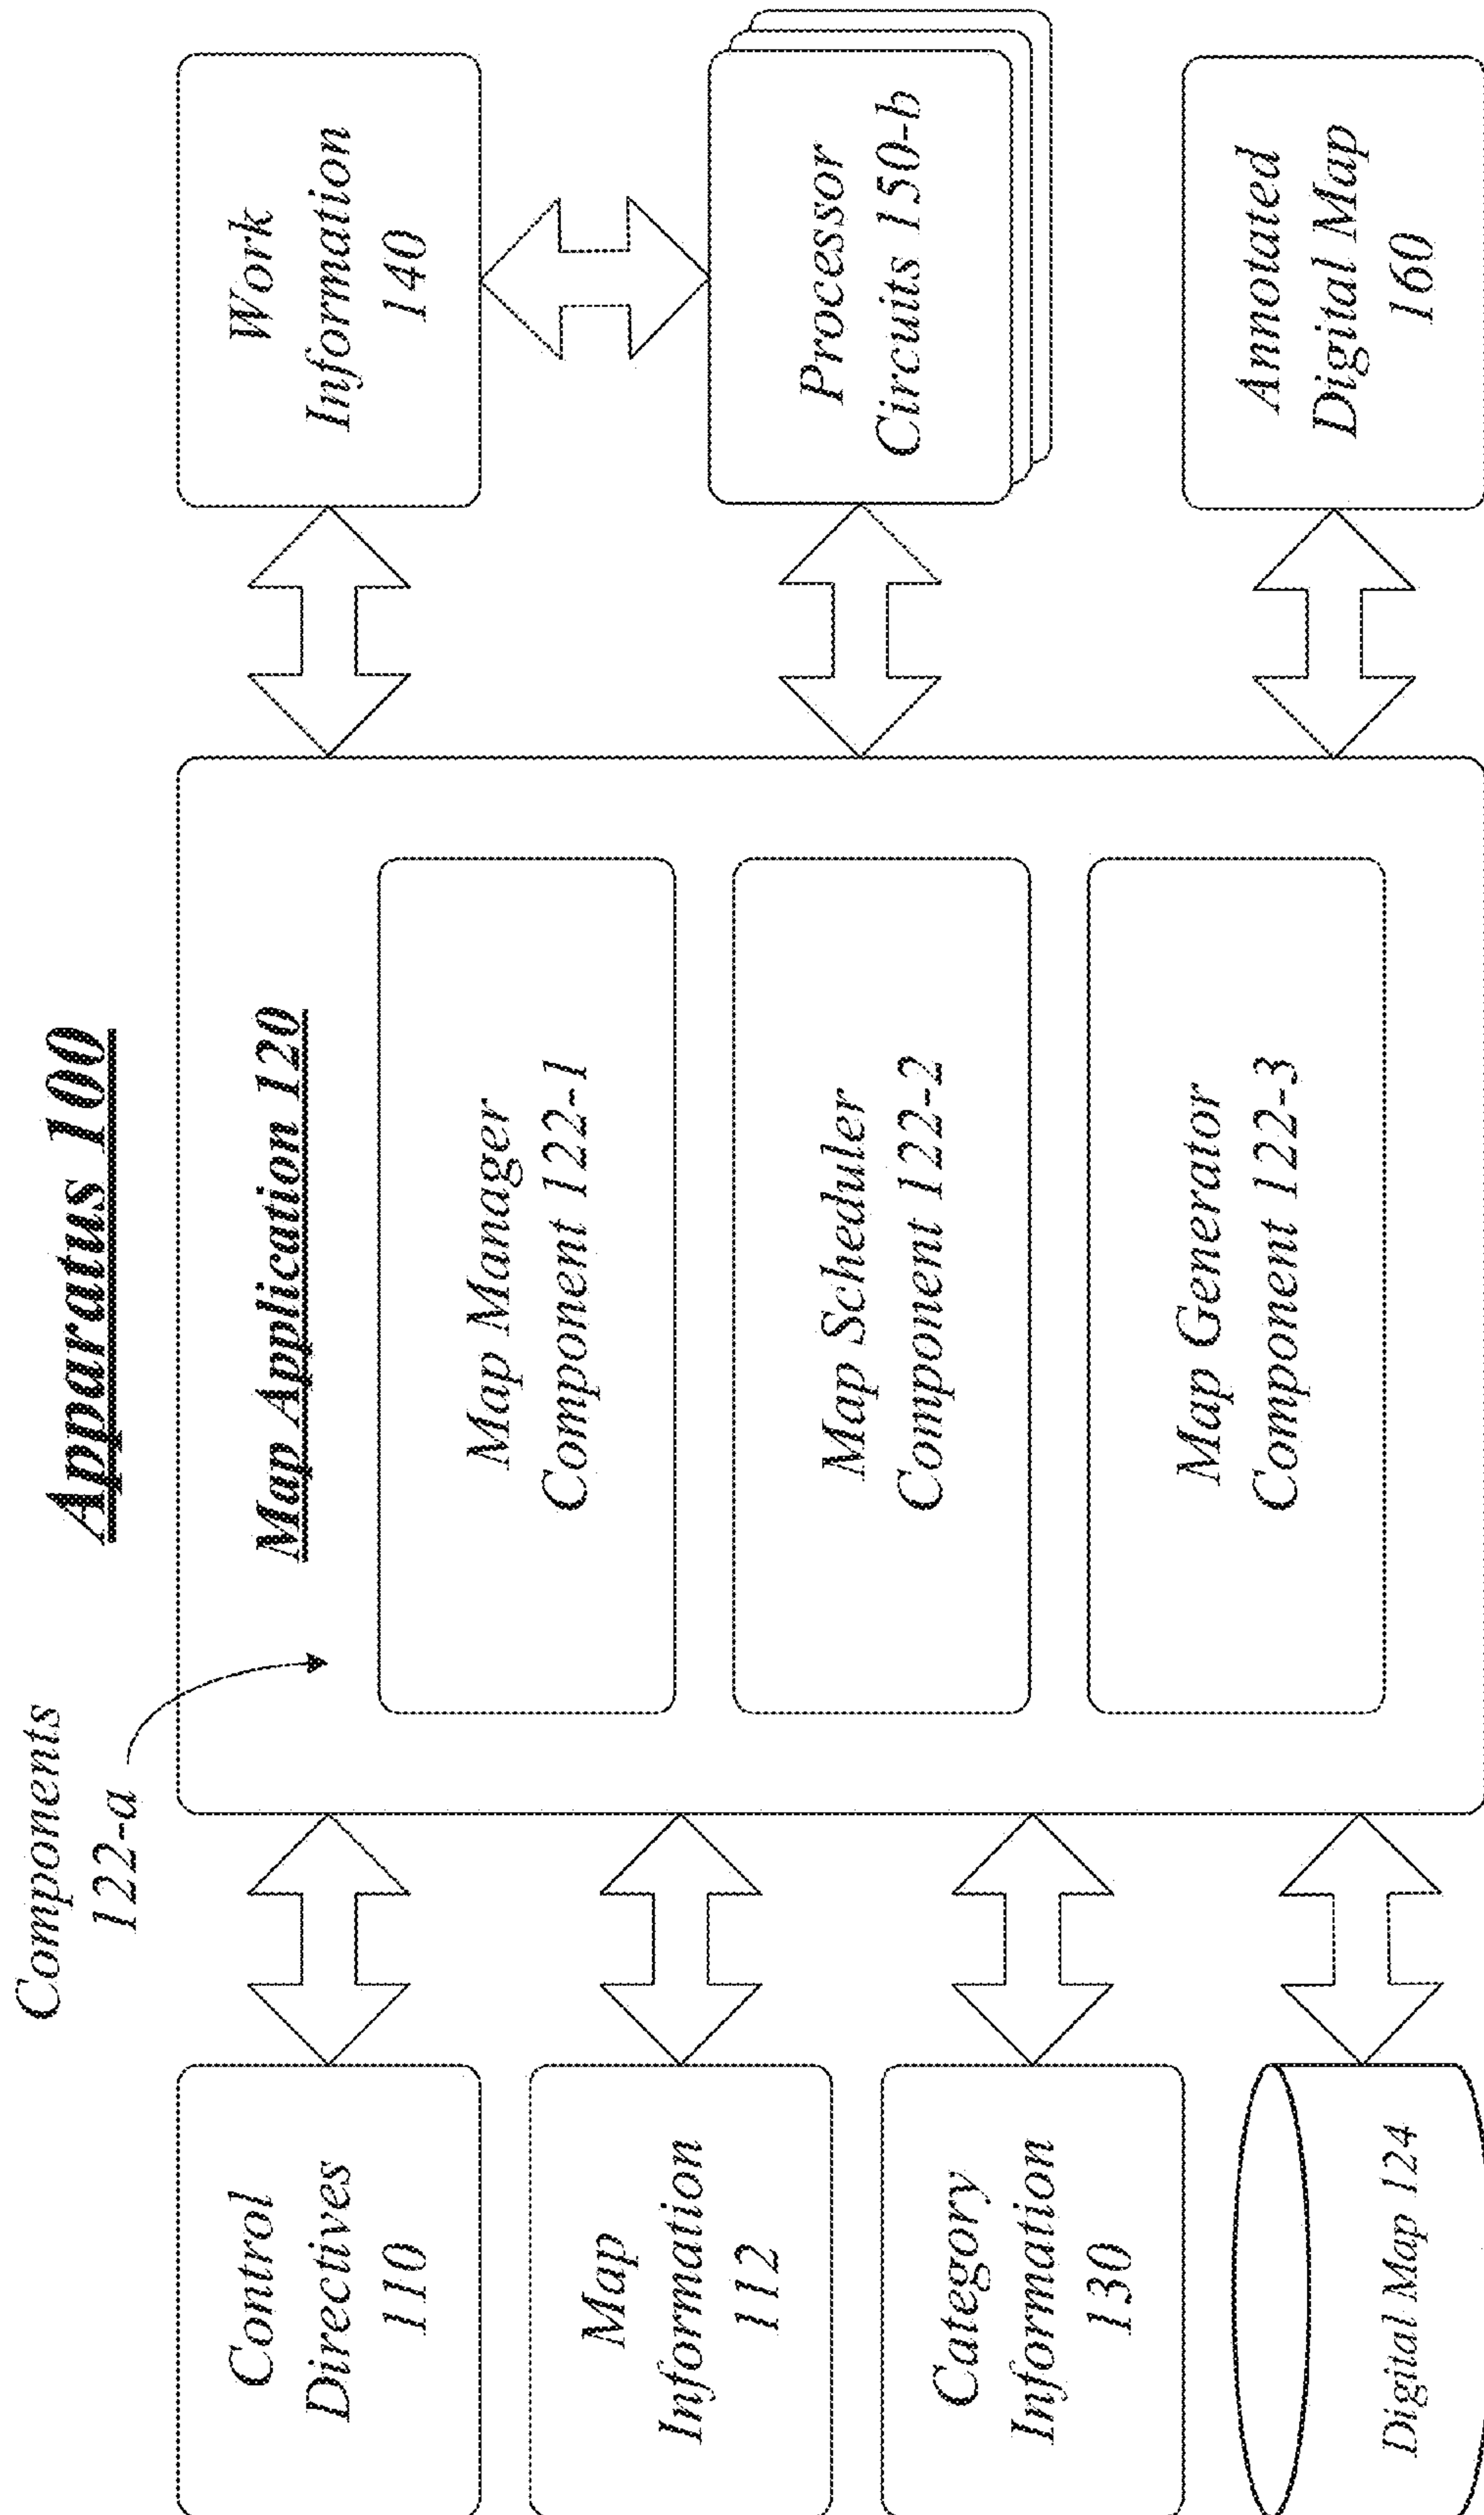 Apparatus 100
Components
122-a
Control
Directives
110
Map
Information
112
Category
Information
130
Digital Map 124
Map Application 120
Map Manager
Component 122-1
Map Scheduler
Component 122-2
Map Generator
Component 122-3
Work
Information
140
Processor
Circuits 150-b
Annotated
Digital Map
160